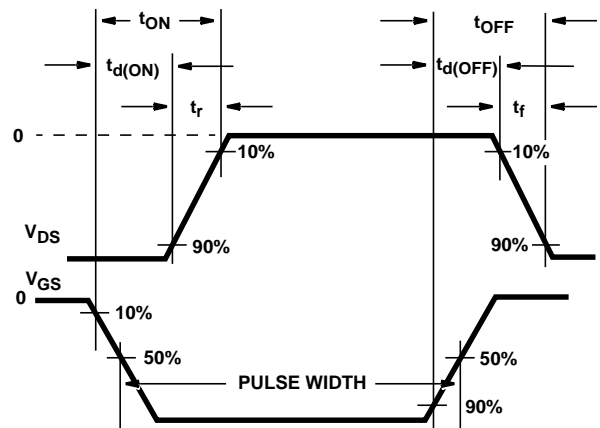 tON tOFF
td(ON) td(OFF)
tr tf
0
10% 10%
VDS 90% 90%
VGS
0
10%
50% 50%
PULSE WIDTH
90%